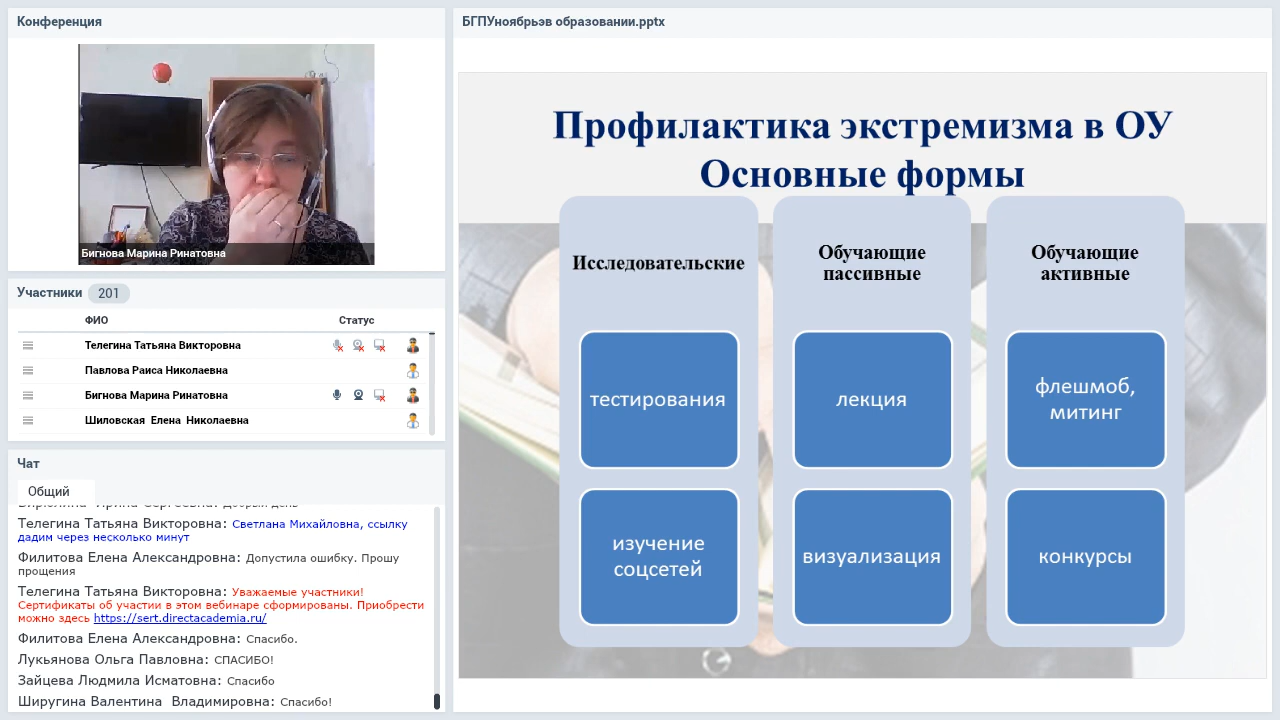 Конференция
Бигнова Марина Ринатовна
Участники 201
ФИО Статус
Телегина Татьяна Викторовна
Павлова Раиса Николаевна
Бигнова Марина Ринатовна
Шиловская Елена Николаевна
Чат
Общий
Телегина Татьяна Викторовна: Светлана Михайловна, ссылку
дадим через несколько минут
Филитова Елена Александровна: Допустила ошибку. Прошу
прощения
Телегина Татьяна Викторовна: Уважаемые участники!
Сертификаты об участии в этом вебинаре сформированы. Приобрести
можно здесь https://sert.directacademia.ru/
Филитова Елена Александровна: Спасибо.
Лукьянова Ольга Павловна: СПАСИБО!
Зайцева Людмила Исматовна: Спасибо
Ширугина Валентина Владимировна: Спасибо!
БГПУноябрьэв образовании.pptx
Профилактика экстремизма в ОУ
Основные формы
Исследовательские
тестирования
изучение
соцсетей
Обучающие
пассивные
лекция
визуализация
Обучающие
активные
флешмоб,
митинг
конкурсы